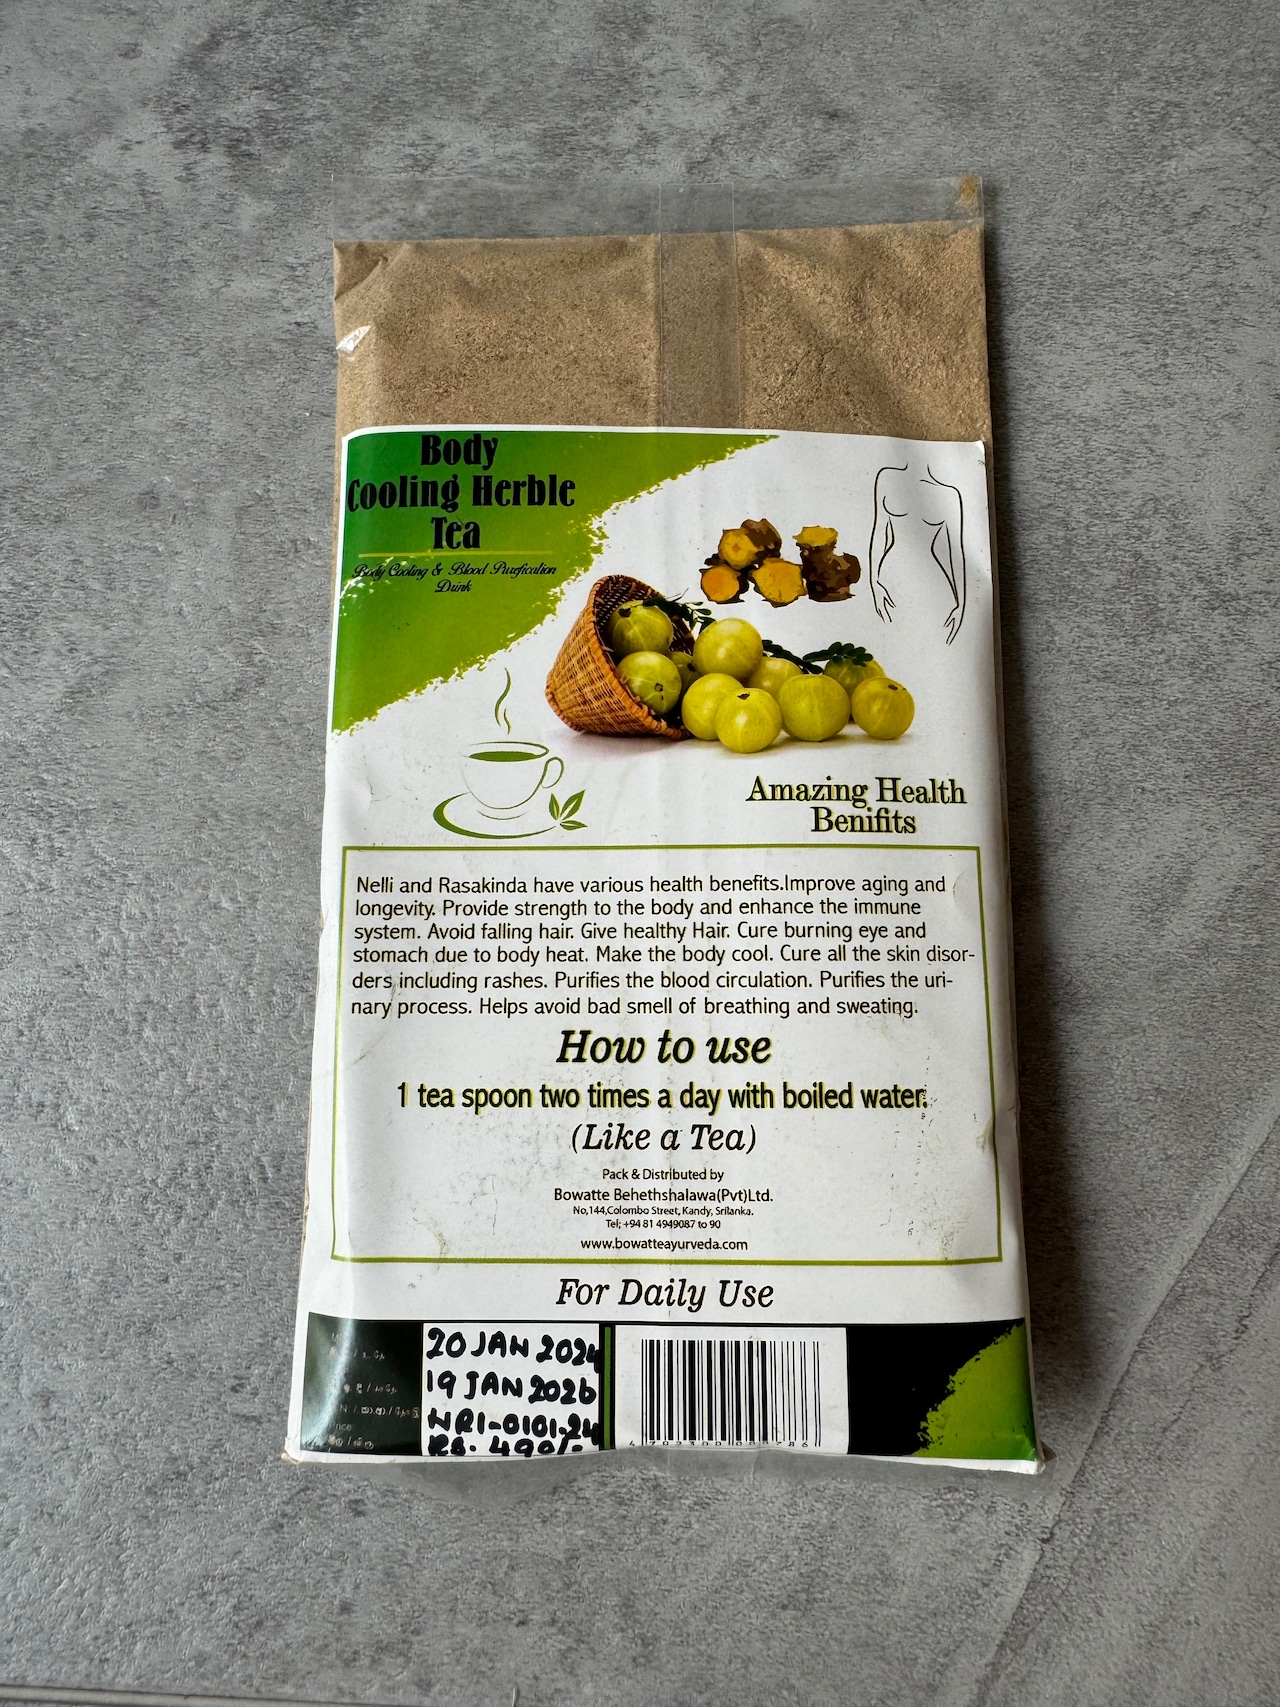 Body
Cooling Herble
Tea
Body Cooling & Blood Purefication
Drink
Amazing Health
Benifits
Nelli and Rasakinda have various health benefits.Improve aging and
longevity. Provide strength to the body and enhance the immune
system. Avoid falling hair. Give healthy Hair. Cure burning eye and
stomach due to body heat. Make the body cool. Cure all the skin disor-
ders including rashes. Purifies the blood circulation. Purifies the uri-
nary process. Helps avoid bad smell of breathing and sweating.
How to use
1 tea spoon two times a day with boiled water.
(Like a Tea)
Pack & Distributed by
Bowatte Behethshalawa(Pvt)Ltd.
No,144,Colombo Street, Kandy, Srilanka.
Tel; +94 81 4949087 to 90
www.bowatteayurveda.com
For Daily Use
20 JAN 2024
19 JAN 2026
NR1-0101-24
Rs. 490/-